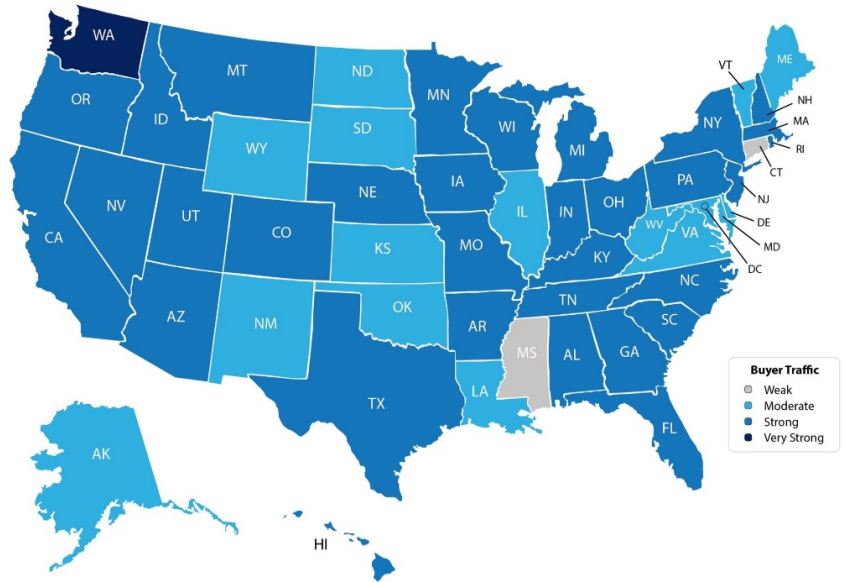 WA
MT
ND
MN
VT
ME
OR
ID
WY
SD
WI
MI
NY
NH
MA
RI
CT
NV
UT
NE
IA
IL
IN
OH
PA
NJ
CA
CO
KS
MO
KY
WV
VA
DE
MD
DC
AZ
NM
OK
AR
TN
NC
SC
MS
AL
GA
TX
LA
FL
AK
HI
Buyer Traffic
Weak
Moderate
Strong
Very Strong